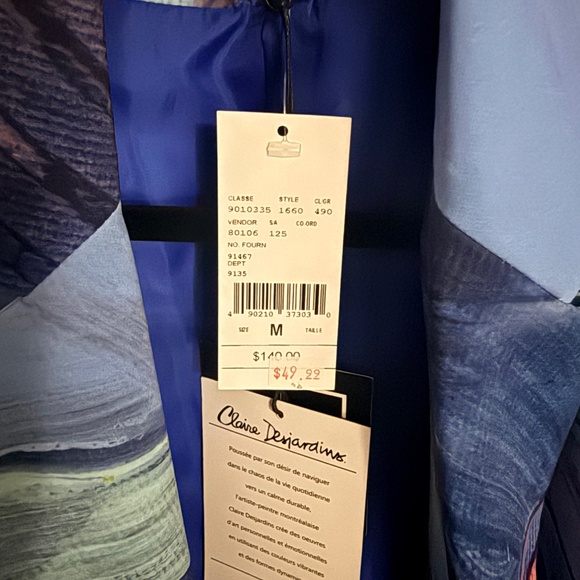 CLASSE STYLE CL-GR
9010335 1660 490
VENDOR SA CO-ORD
80106 125
NO. FOURN
91467
DEPT
9135
4 90210 37303 0
SIZE M TAILLE
$140.00
$49.22
Claire Desjardins.
Poussée par son désir de naviguer
dans le chaos de la vie quotidienne
vers un calme durable,
l'artiste-peintre montréalaise
Claire Desjardins crée des oeuvres
d'art personnelles et émotionnelles
en utilisant des couleurs vibrantes
et des formes